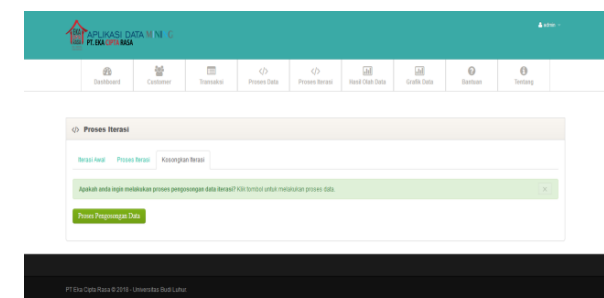 APLIKASI DATA MINING
PT. EKA CIPTA RASA
admin
Dashboard Customer Transaksi Proses Data Proses Iterasi Hasil Olah Data Grafik Data Bantuan Tentang
</> Proses Iterasi
Iterasi Awal Proses Iterasi Kosongkan Iterasi
Apakah anda ingin melakukan proses pengosongan data iterasi? Klik tombol untuk melakukan proses data.
×
Proses Pengosongan Data
PT Eka Cipta Rasa © 2016 - Universitas Budi Luhur